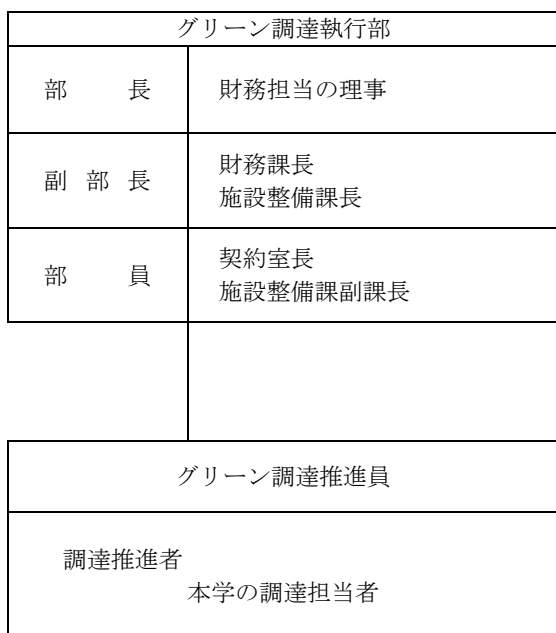 グリーン調達執行部
部　　長　財務担当の理事
副 部 長　財務課長
施設整備課長
部　　員　契約室長
施設整備課副課長
グリーン調達推進員
調達推進者
本学の調達担当者